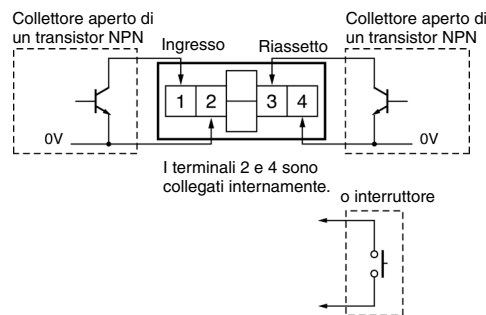 Collettore aperto di
un transistor NPN
Collettore aperto di
un transistor NPN
Ingresso
Riassetto
1 2 3 4
0V
0V
I terminali 2 e 4 sono
collegati internamente.
o interruttore